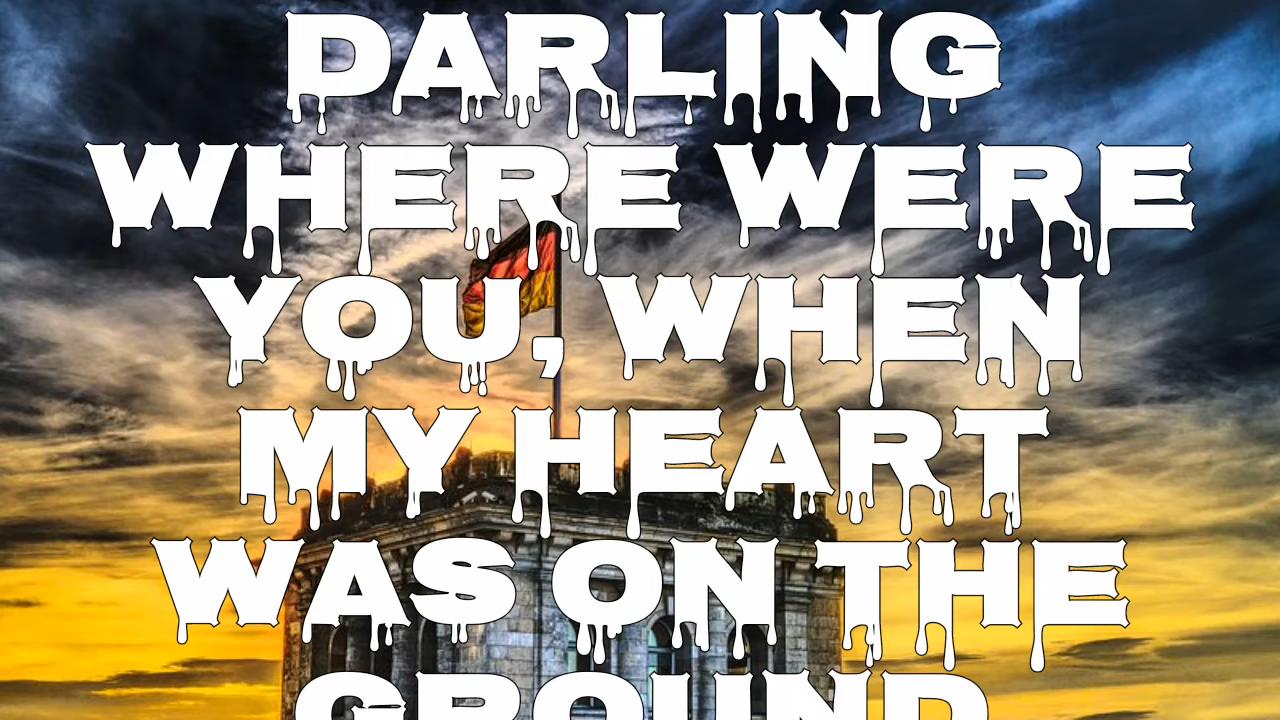 DARLING
WHERE WERE
YOU, WHEN
MY HEART
WAS ON THE
GROUND